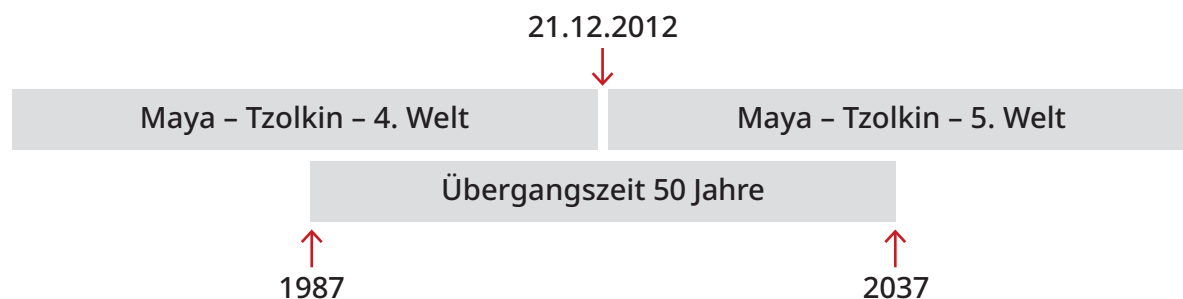 21.12.2012
Maya – Tzolkin – 4. Welt
Maya – Tzolkin – 5. Welt
Übergangszeit 50 Jahre
1987
2037